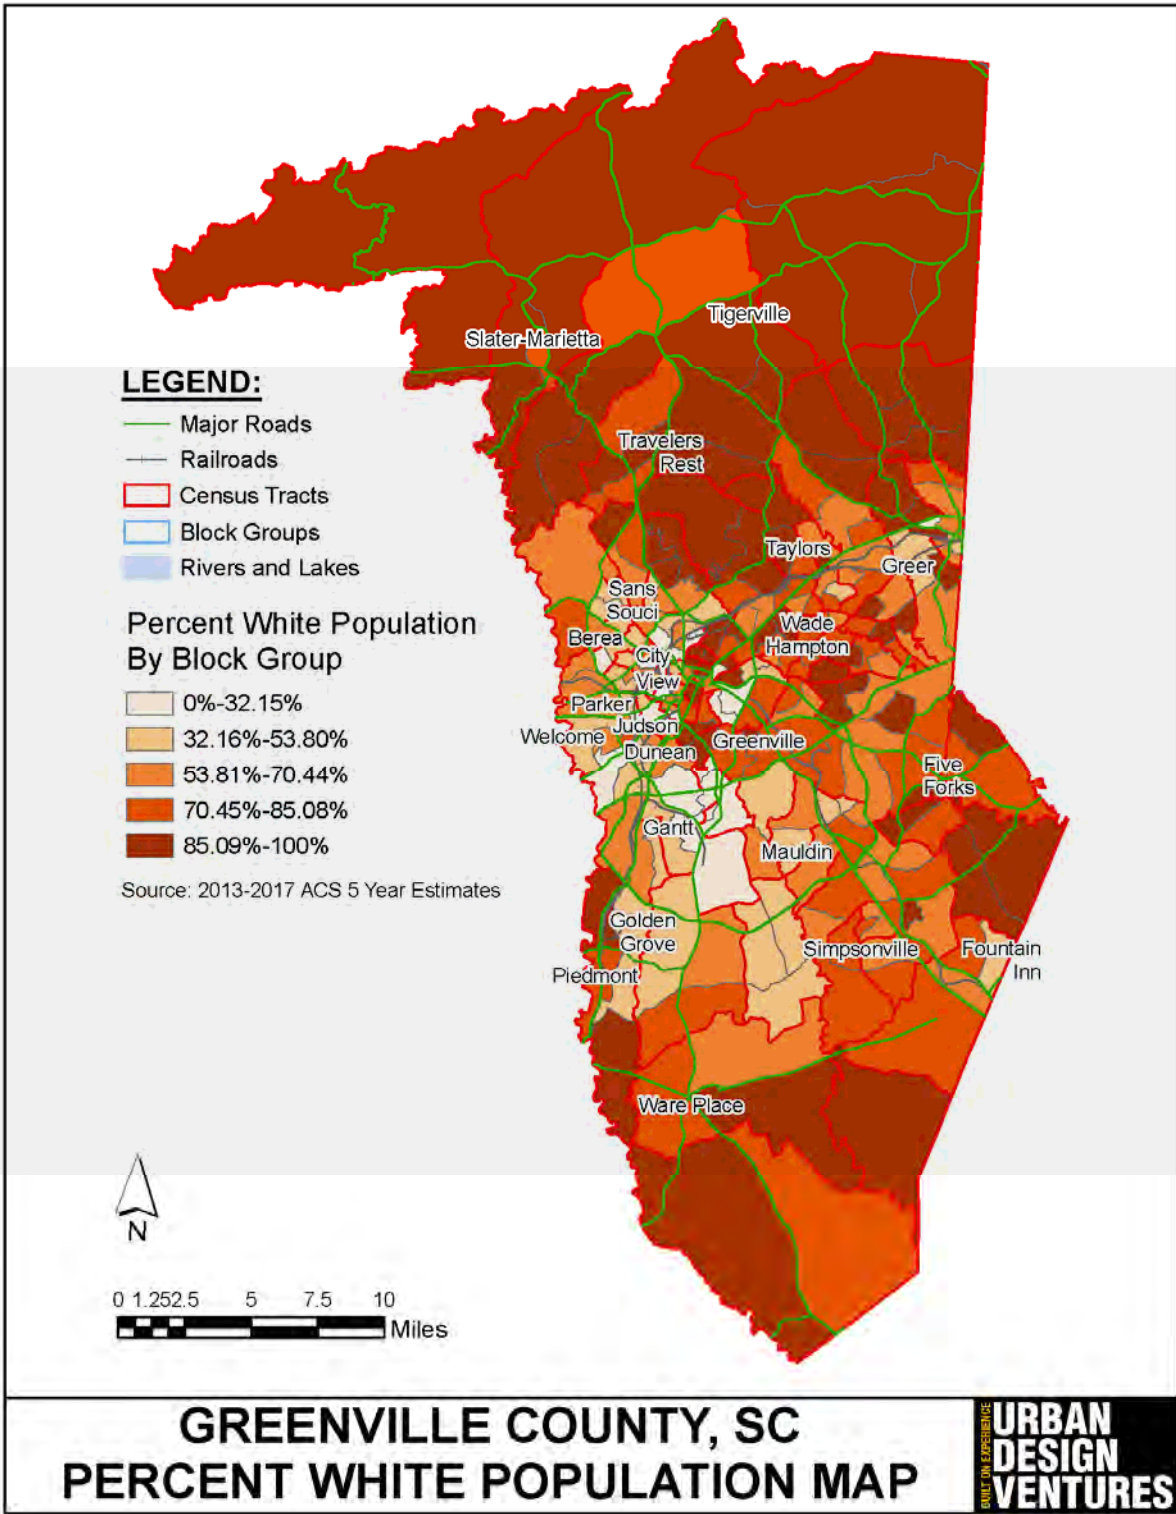 Tigerville
Slater-Marietta
LEGEND:
Major Roads
Railroads
Census Tracts
Block Groups
Rivers and Lakes
Travelers
Rest
Taylors
Greer
Sans
Souci
Wade
Hampton
Berea
City
View
Parker
Judson
Welcome
Dunean
Greenville
Five
Forks
Gantt
Mauldin
Golden
Grove
Simpsonville
Fountain
Inn
Piedmont
Ware Place
Percent White Population
By Block Group
0%-32.15%
32.16%-53.80%
53.81%-70.44%
70.45%-85.08%
85.09%-100%
Source: 2013-2017 ACS 5 Year Estimates
N
0 1.252.5 5 7.5 10
Miles
GREENVILLE COUNTY, SC
PERCENT WHITE POPULATION MAP
BUILT ON EXPERIENCE
URBAN
DESIGN
VENTURES